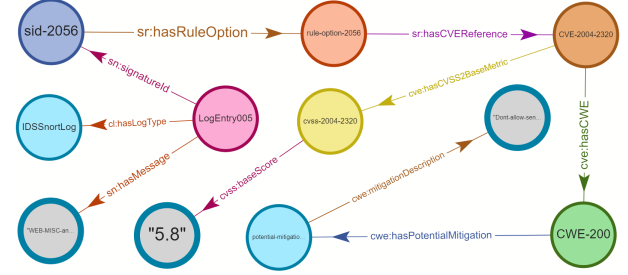 sid-2056
sr:hasRuleOption
rule-option-2056
sr:hasCVEReference
CVE-2004-2320
sn:signatureId
cve:hasCVSS2BaseMetric
IDSSnortLog
cl:hasLogType
LogEntry005
cvss-2004-2320
"Dont-allow-sen...
cve:hasCWE
sn:hasMessage
cvss:baseScore
cwe:mitigationDescription
"WEB-MISC-an...
"5.8"
potential-mitigatio...
cwe:hasPotentialMitigation
CWE-200